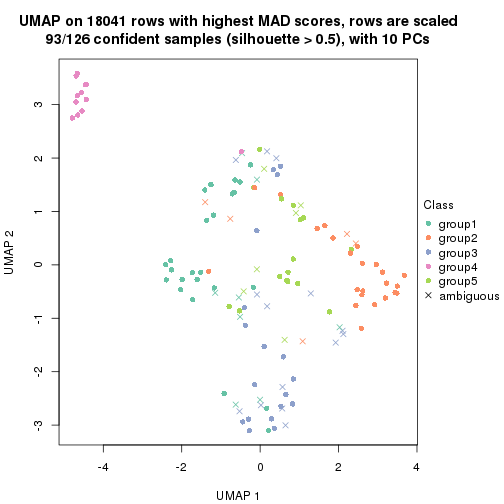 UMAP on 18041 rows with highest MAD scores, rows are scaled
93/126 confident samples (silhouette > 0.5), with 10 PCs
3
2
1
0
-1
-2
-3
UMAP 2
-4
-2
0
2
4
UMAP 1
Class
group1
group2
group3
group4
group5
ambiguous